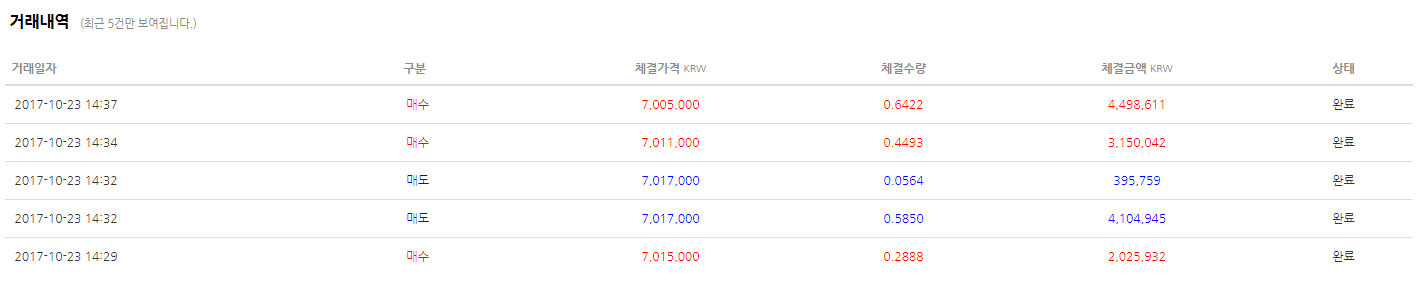 거래내역 (최근 5건만 보여집니다.)
거래일자 구분 체결가격 KRW 체결수량 체결금액 KRW 상태
2017-10-23 14:37 매수 7,005,000 0.6422 4,498,611 완료
2017-10-23 14:34 매수 7,011,000 0.4493 3,150,042 완료
2017-10-23 14:32 매도 7,017,000 0.0564 395,759 완료
2017-10-23 14:32 매도 7,017,000 0.5850 4,104,945 완료
2017-10-23 14:29 매수 7,015,000 0.2888 2,025,932 완료